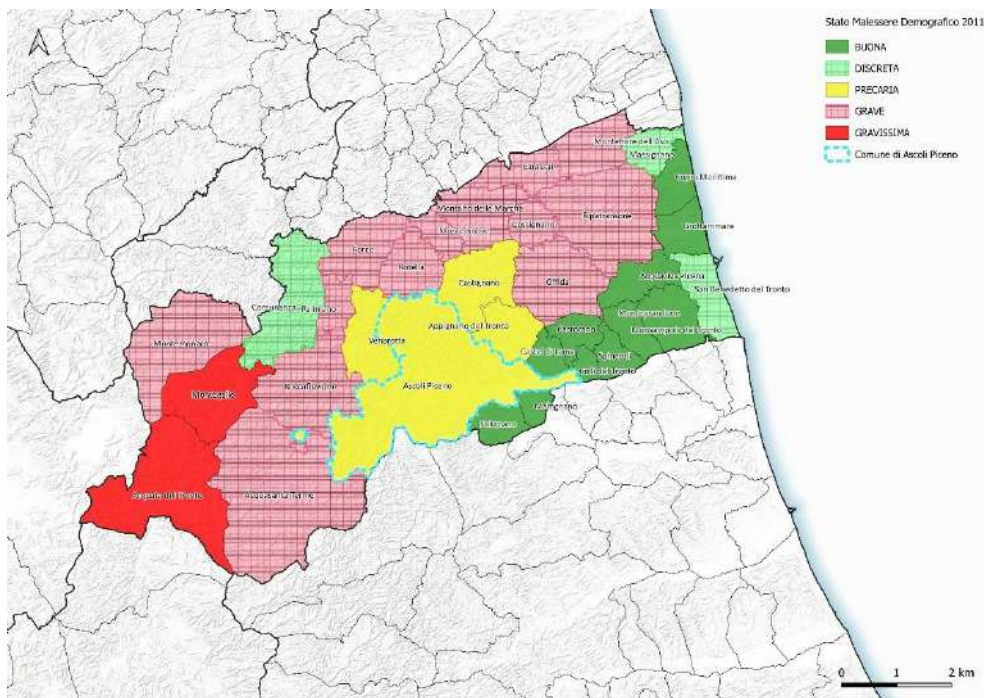 Stato Malessere Demografico 2011
BUONA
DISCRETA
PRECARIA
GRAVE
GRAVISSIMA
Comune di Ascoli Piceno
Montefiore dell'Aso
Massignano
Carassai
Cupra Marittima
Montalto delle Marche
Ripatransone
Cossignano
Grottammare
Force
Rotella
Castignano
Offida
Acquaviva Picena
San Benedetto del Tronto
Comunanza
Palmiano
Monteprandone
Appignano del Tronto
Monsampolo del Tronto
Montemonaco
Venarotta
Castel di Lama
Spinetoli
Colli del Tronto
Roccafluvione
Ascoli Piceno
Montegallo
Maltignano
Folignano
Acquasanta Terme
Arquata del Tronto
0 1 2 km